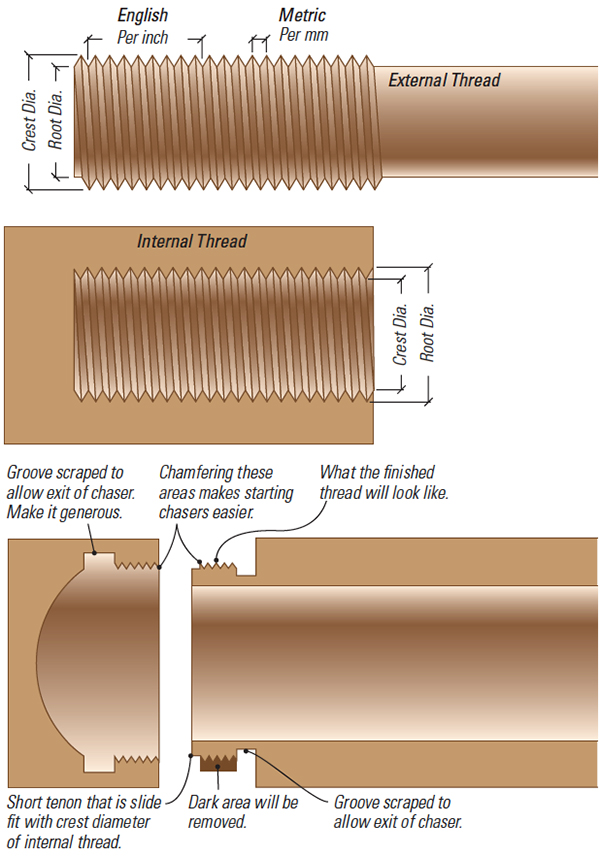 English
Per inch
Metric
Per mm
External Thread
Crest Dia.
Root Dia.
Internal Thread
Crest Dia.
Root Dia.
Groove scraped to
allow exit of chaser.
Make it generous.
Chamfering these
areas makes starting
chasers easier.
What the finished
thread will look like.
Short tenon that is slide
fit with crest diameter
of internal thread.
Dark area will be
removed.
Groove scraped to
allow exit of chaser.